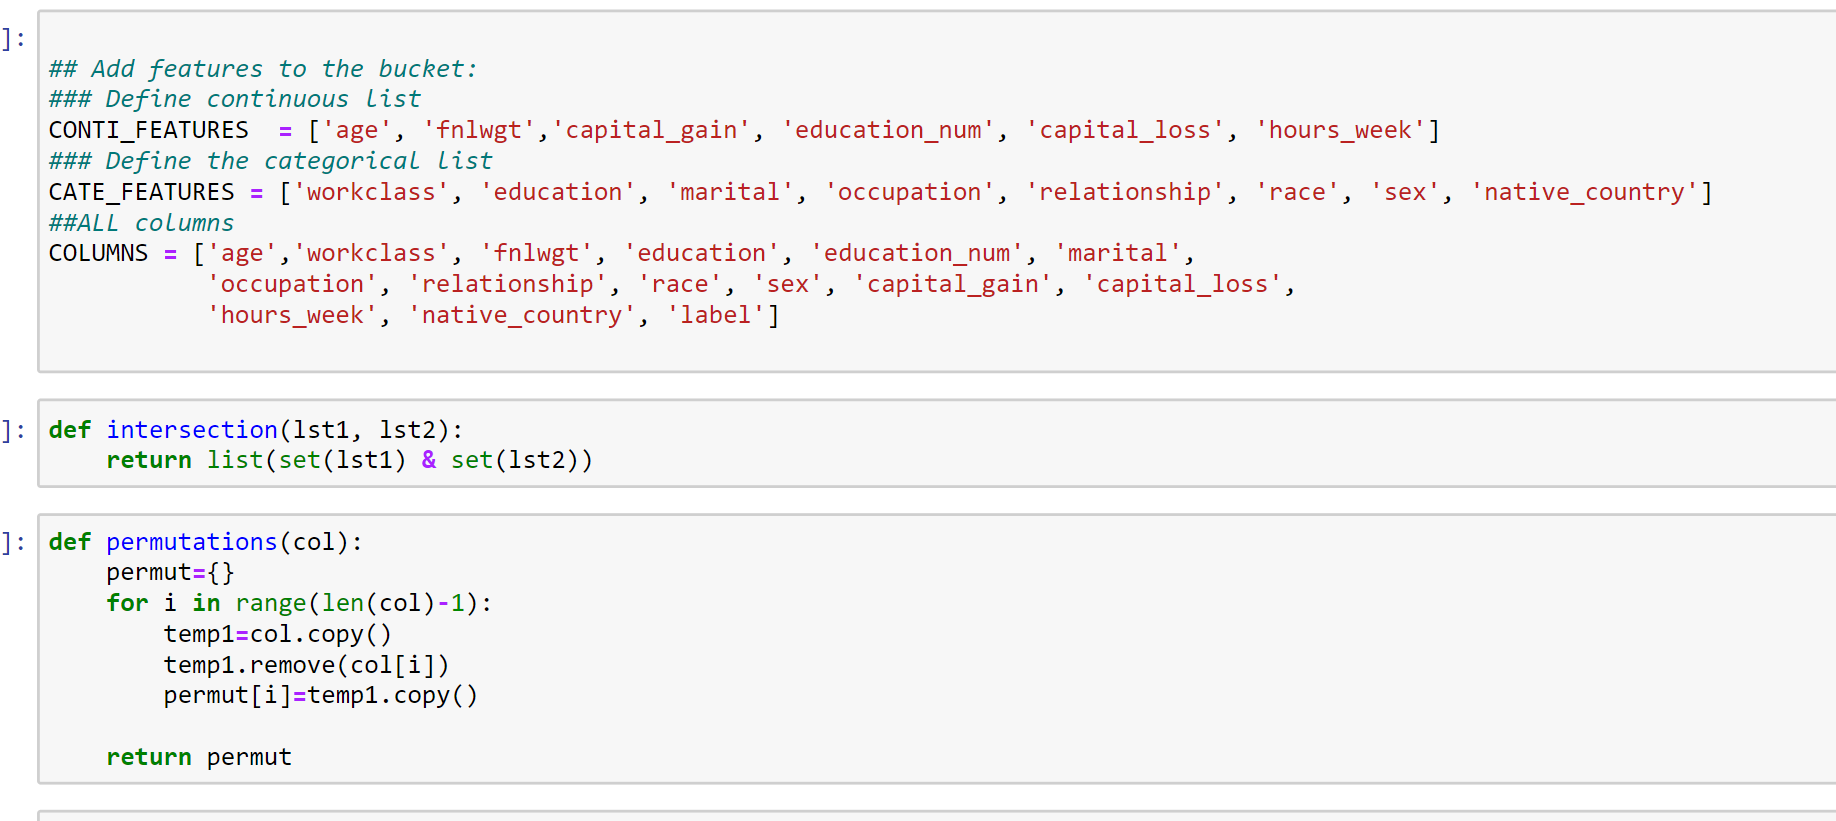 ]:
## Add features to the bucket:
### Define continuous list
CONTI_FEATURES  = ['age', 'fnlwgt','capital_gain', 'education_num', 'capital_loss', 'hours_week']
### Define the categorical list
CATE_FEATURES = ['workclass', 'education', 'marital', 'occupation', 'relationship', 'race', 'sex', 'native_country']
##ALL columns
COLUMNS = ['age','workclass', 'fnlwgt', 'education', 'education_num', 'marital',
           'occupation', 'relationship', 'race', 'sex', 'capital_gain', 'capital_loss',
           'hours_week', 'native_country', 'label']
]: def intersection(lst1, lst2):
    return list(set(lst1) & set(lst2))
]: def permutations(col):
    permut={}
    for i in range(len(col)-1):
        temp1=col.copy()
        temp1.remove(col[i])
        permut[i]=temp1.copy()
    return permut